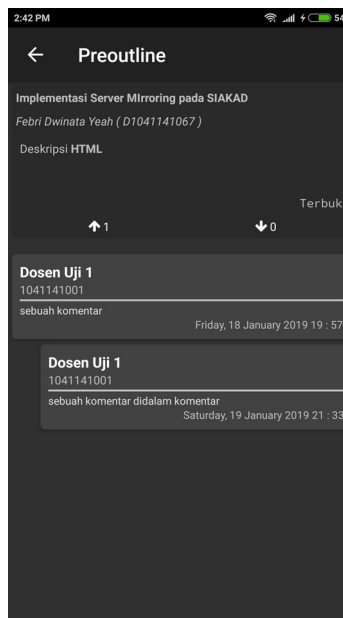 2:42 PM 54
Preoutline
Implementasi Server MIrroring pada SIAKAD
Febri Dwinata Yeah ( D1041141067 )
Deskripsi HTML
Terbuk
1 0
Dosen Uji 1
1041141001
sebuah komentar
Friday, 18 January 2019 19 : 57
Dosen Uji 1
1041141001
sebuah komentar didalam komentar
Saturday, 19 January 2019 21 : 33